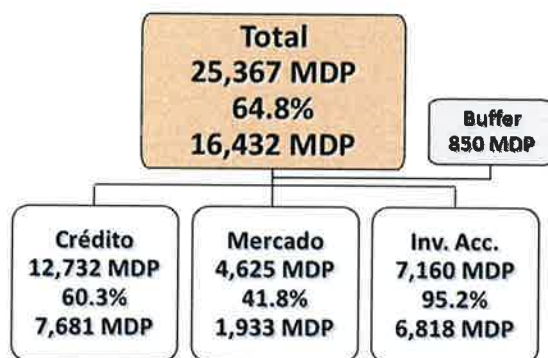 Total
25,367 MDP
64.8%
16,432 MDP
Buffer
850 MDP
Crédito
12,732 MDP
60.3%
7,681 MDP
Mercado
4,625 MDP
41.8%
1,933 MDP
Inv. Acc.
7,160 MDP
95.2%
6,818 MDP